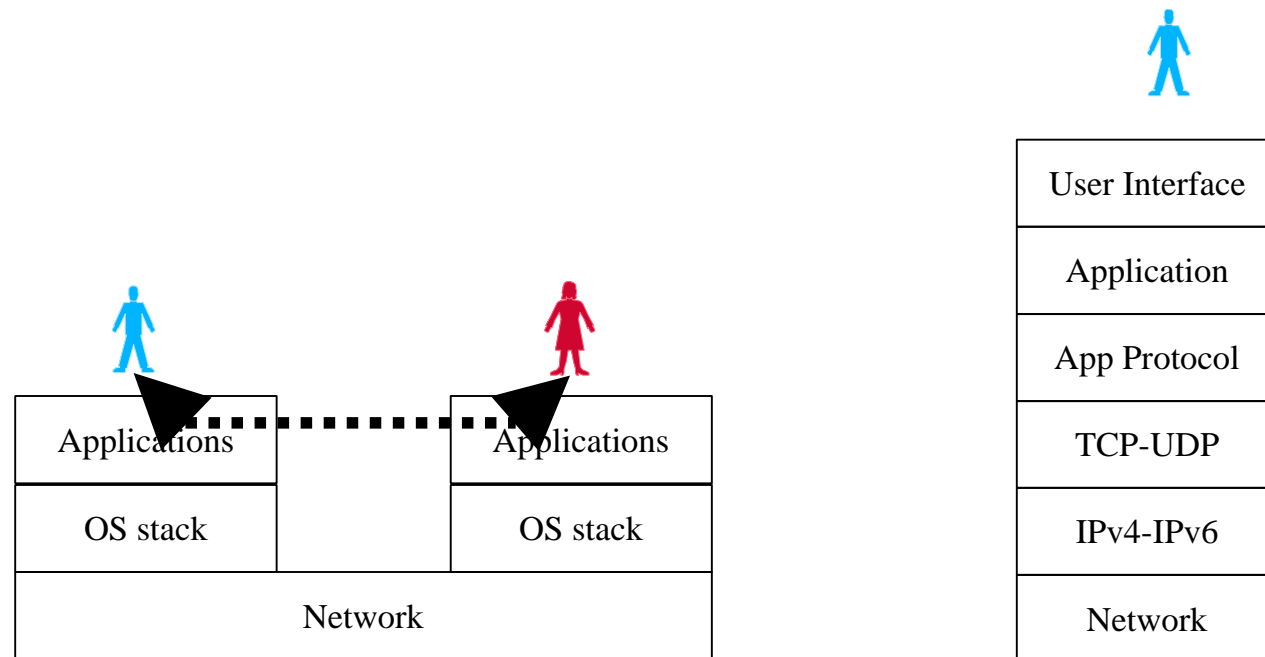 Applications
Applications
OS stack
OS stack
Network
User Interface
Application
App Protocol
TCP-UDP
IPv4-IPv6
Network